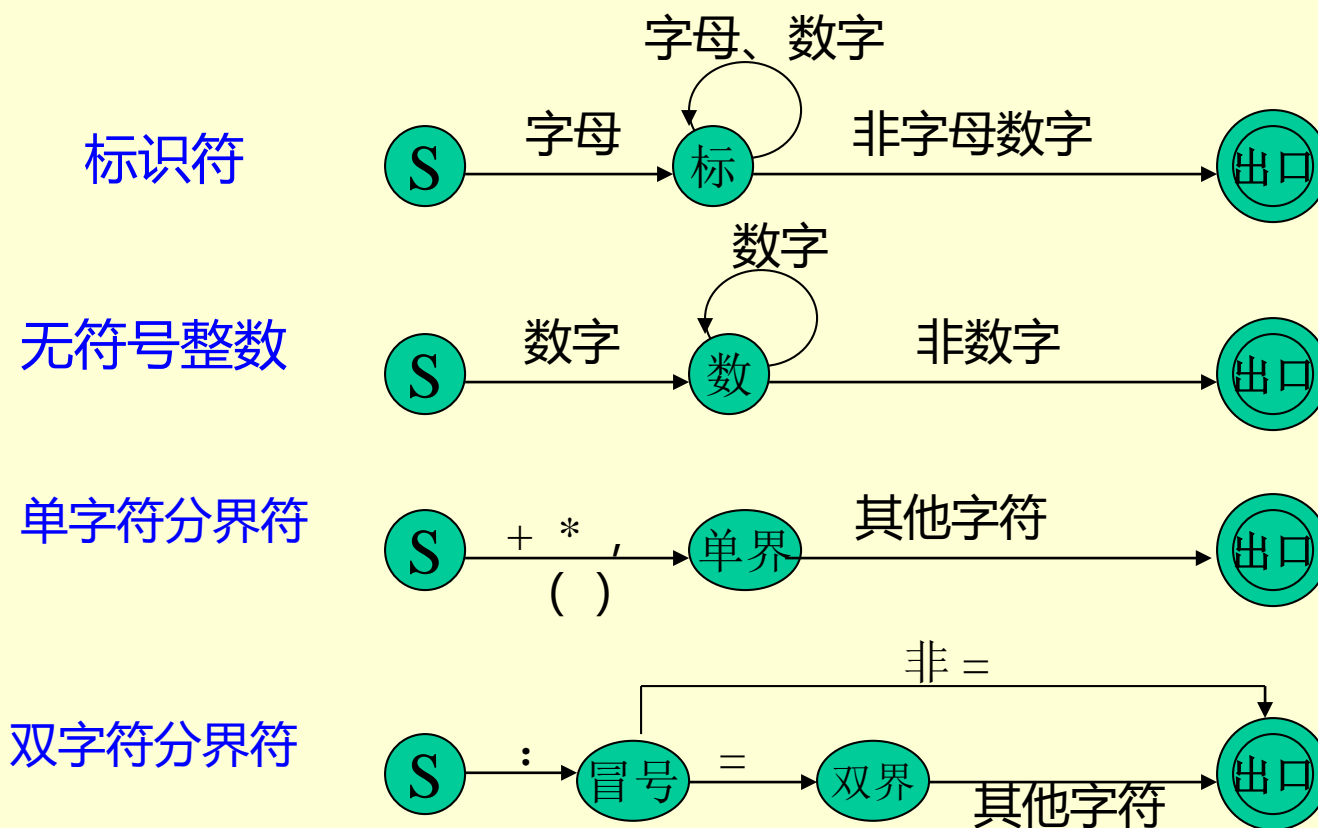 字母、数字
标识符 S 字母 标 非字母数字 出口
数字
无符号整数 S 数字 数 非数字 出口
单字符分界符 S + * , 单界 其他字符 出口
( )
非 =
双字符分界符 S : 冒号 = 双界 其他字符 出口